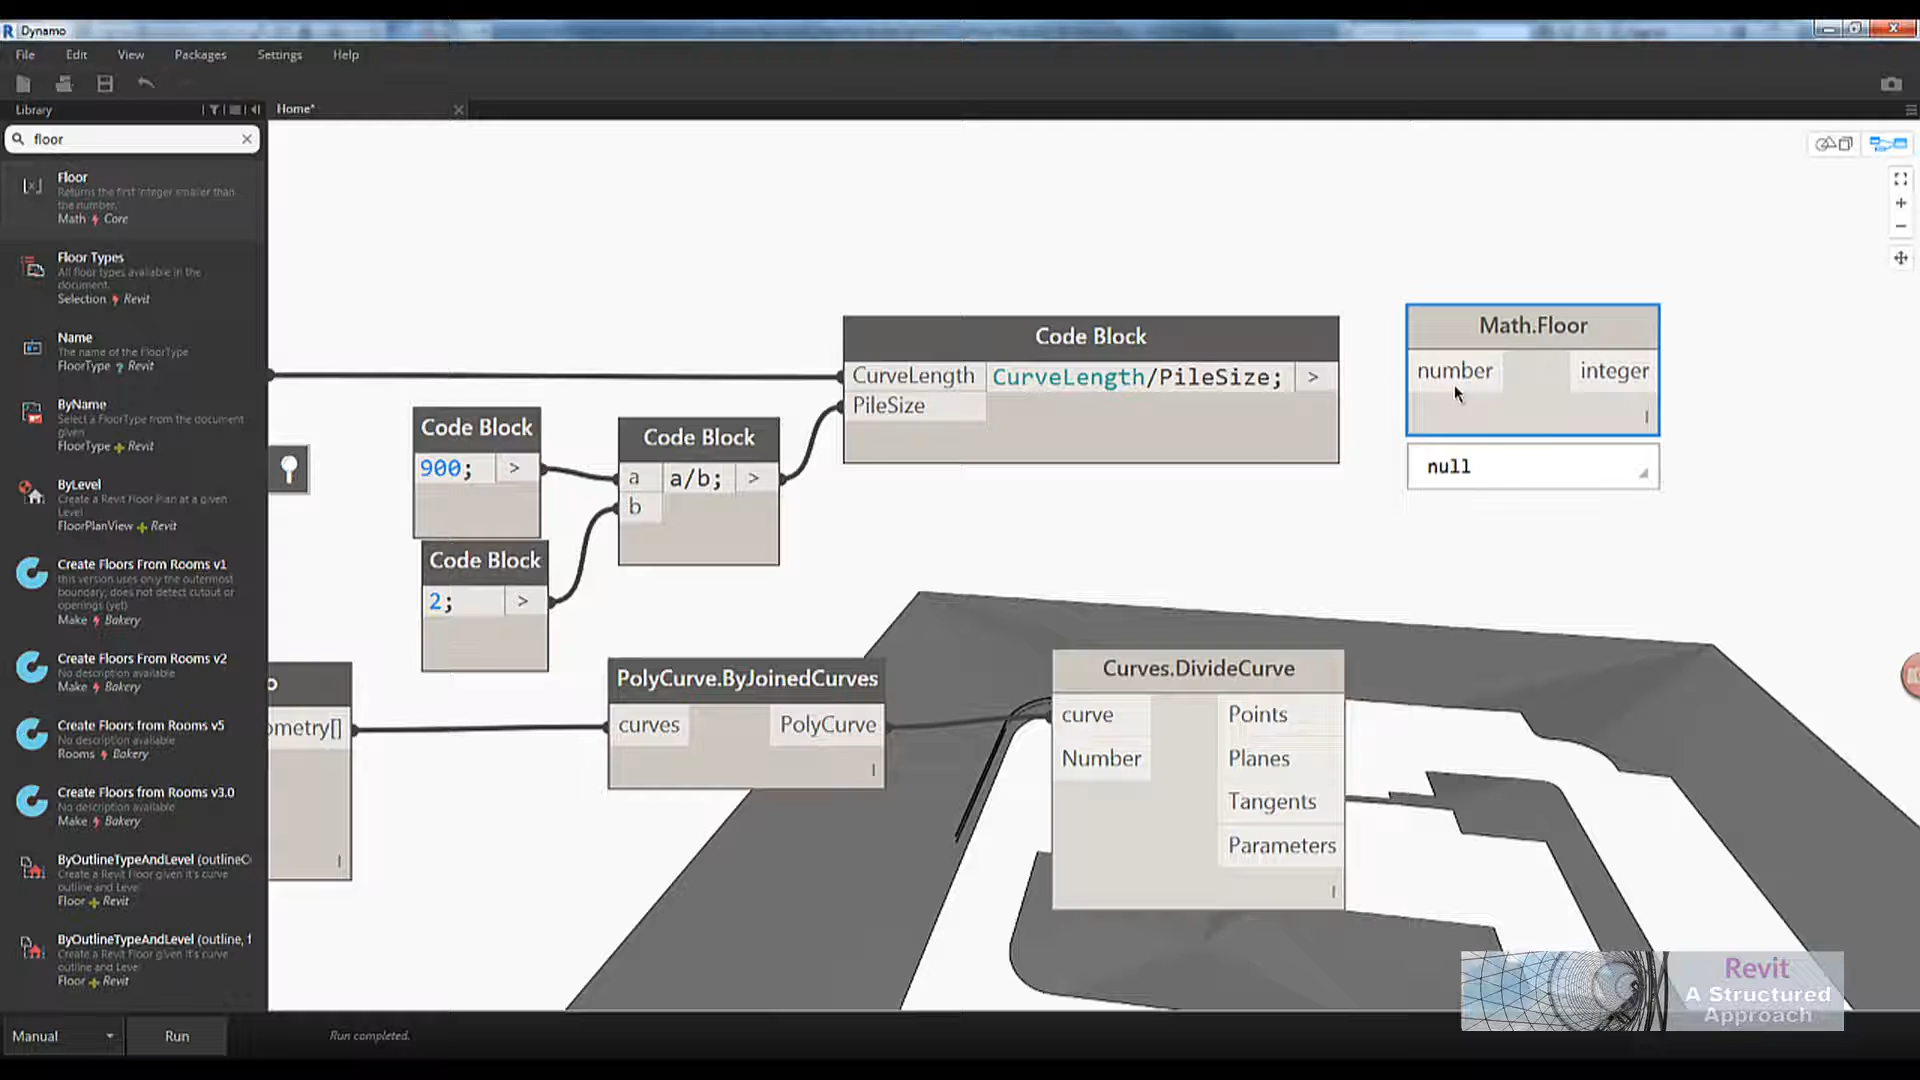 Dynamo
File Edit View Packages Settings Help
Library
Home*
floor
Floor
Returns the first integer smaller than
the number.
Math Core
Floor Types
All floor types available in the
document.
Selection Revit
Name
The name of the FloorType
FloorType ? Revit
ByName
Select a FloorType from the document
given
FloorType + Revit
ByLevel
Create a Revit Floor Plan at a given
Level
FloorPlanView + Revit
Create Floors From Rooms v1
this version uses only the outermost
boundary, does not detect cutout or
openings (yet)
Make Bakery
Create Floors From Rooms v2
No description available
Make Bakery
Create Floors from Rooms v5
No description available
Rooms Bakery
Create Floors from Rooms v3.0
No description available
Make Bakery
ByOutlineTypeAndLevel (outlineC
Create a Revit Floor given it's curve
outline and Level
Floor + Revit
ByOutlineTypeAndLevel (outline, f
Create a Revit Floor given it's curve
outline and Level
Floor + Revit
Manual
Run
Run completed.
Code Block
900; >
Code Block
2; >
Code Block
a a/b; >
b
Code Block
CurveLength CurveLength/PileSize; >
PileSize
Math.Floor
number integer
null
o
ometry[]
PolyCurve.ByJoinedCurves
curves PolyCurve
Curves.DivideCurve
curve Points
Number Planes
Tangents
Parameters
Revit
A Structured
Approach